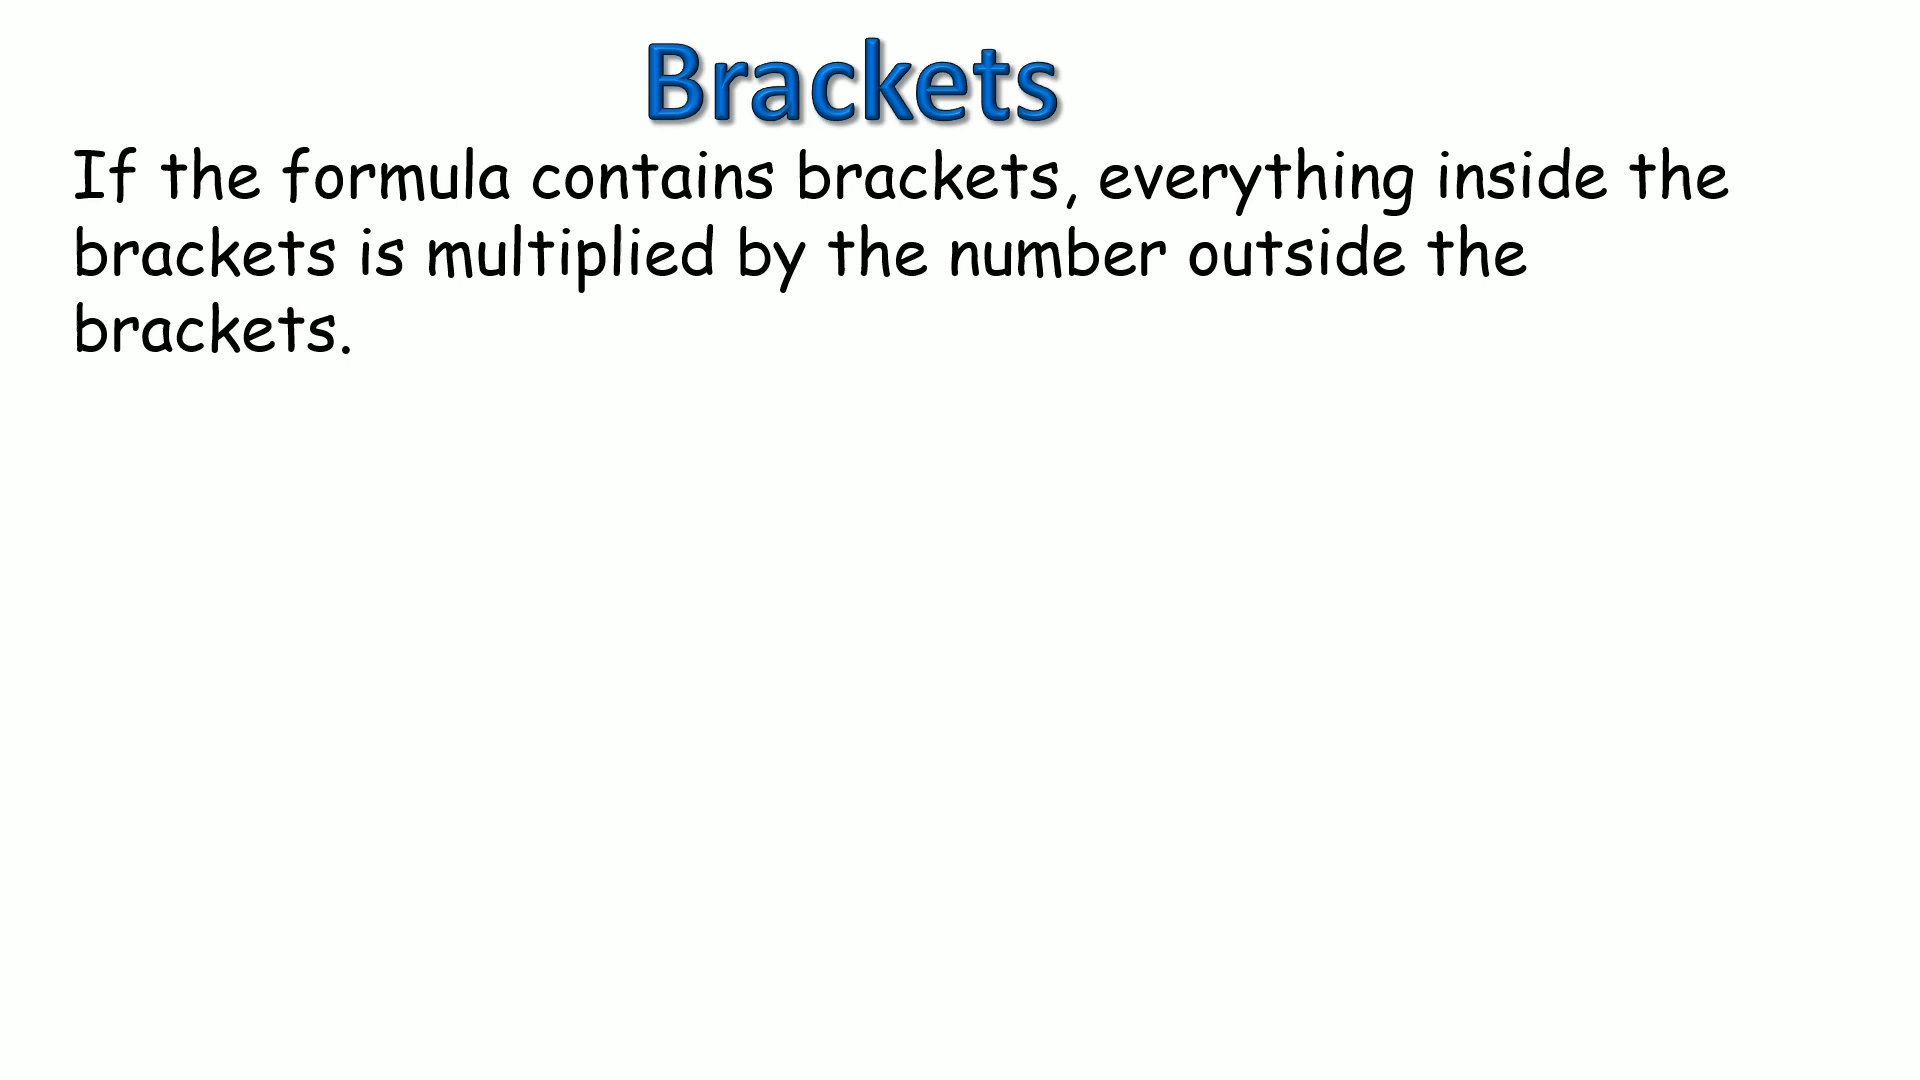 Brackets
If the formula contains brackets, everything inside the
brackets is multiplied by the number outside the
brackets.